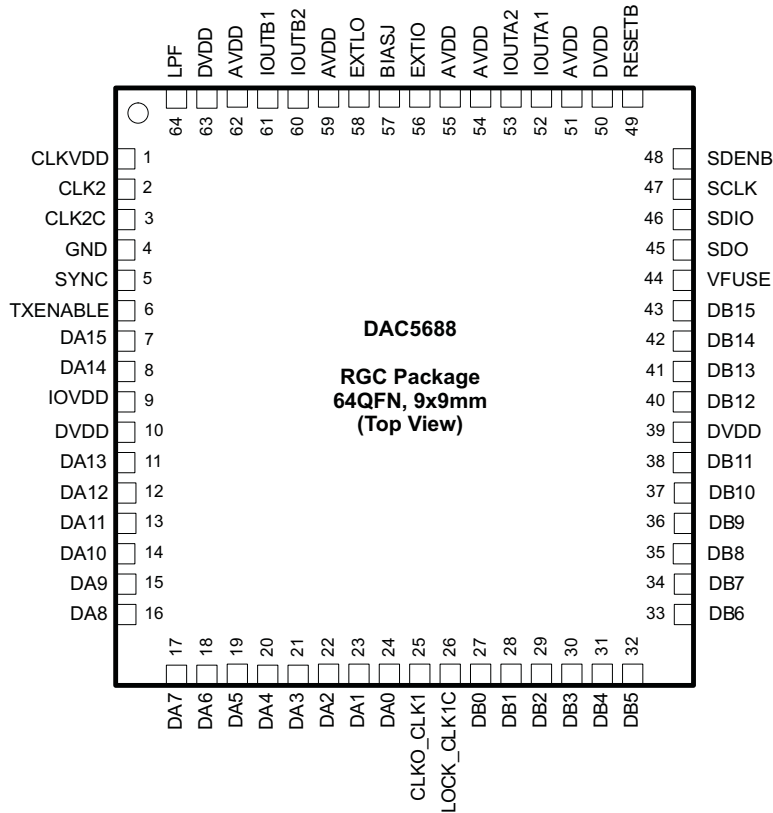 LPF
DVDD
AVDD
IOUTB1
IOUTB2
AVDD
EXTLO
BIASJ
EXTIO
AVDD
AVDD
IOUTA2
IOUTA1
AVDD
DVDD
RESETB
64
63
62
61
60
59
58
57
56
55
54
53
52
51
50
49
CLKVDD 1
CLK2 2
CLK2C 3
GND 4
SYNC 5
TXENABLE 6
DA15 7
DA14 8
IOVDD 9
DVDD 10
DA13 11
DA12 12
DA11 13
DA10 14
DA9 15
DA8 16
DAC5688
RGC Package
64QFN, 9x9mm
(Top View)
48 SDENB
47 SCLK
46 SDIO
45 SDO
44 VFUSE
43 DB15
42 DB14
41 DB13
40 DB12
39 DVDD
38 DB11
37 DB10
36 DB9
35 DB8
34 DB7
33 DB6
17
18
19
20
21
22
23
24
25
26
27
28
29
30
31
32
DA7
DA6
DA5
DA4
DA3
DA2
DA1
DA0
CLKO_CLK1
LOCK_CLK1C
DB0
DB1
DB2
DB3
DB4
DB5